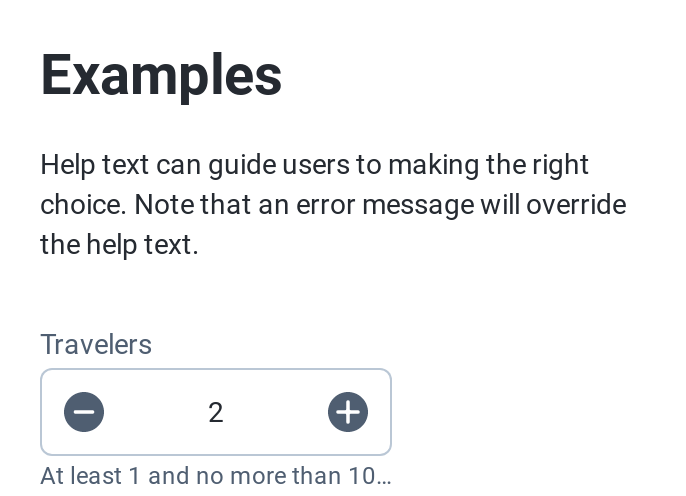 Examples
Help text can guide users to making the right
choice. Note that an error message will override
the help text.
Travelers
2
At least 1 and no more than 10…